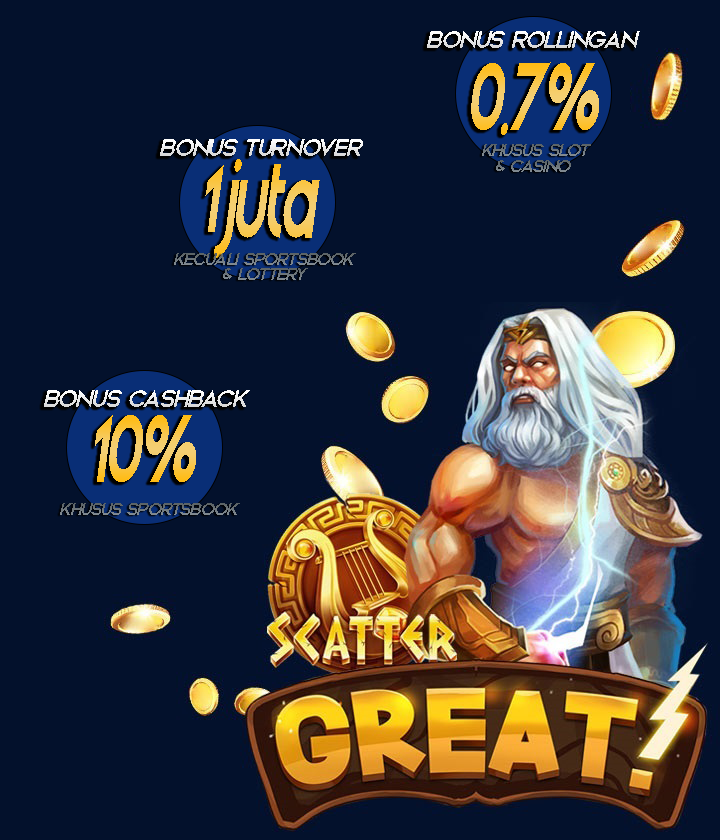 BONUS ROLLINGAN
0.7%
KHUSUS SLOT
& CASINO
BONUS TURNOVER
1juta
KECUALI SPORTSBOOK
& LOTTERY
BONUS CASHBACK
10%
KHUSUS SPORTSBOOK
SCATTER
GREAT!